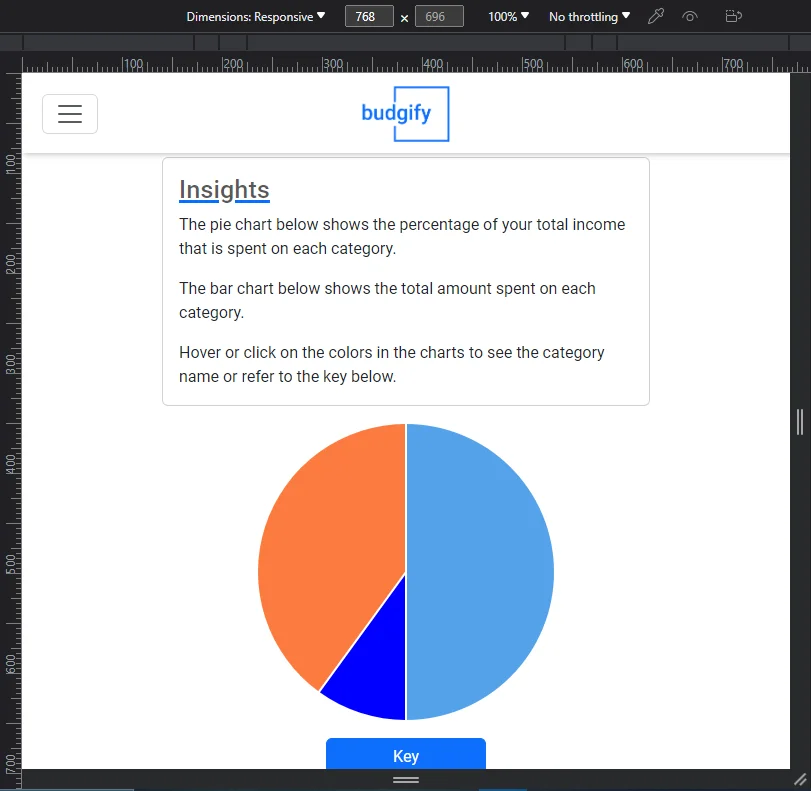 Dimensions: Responsive 768 × 696 100% No throttling
100 200 300 400 500 600 700
budgify
Insights
The pie chart below shows the percentage of your total income
that is spent on each category.
The bar chart below shows the total amount spent on each
category.
Hover or click on the colors in the charts to see the category
name or refer to the key below.
Key
100
200
300
400
500
600
700